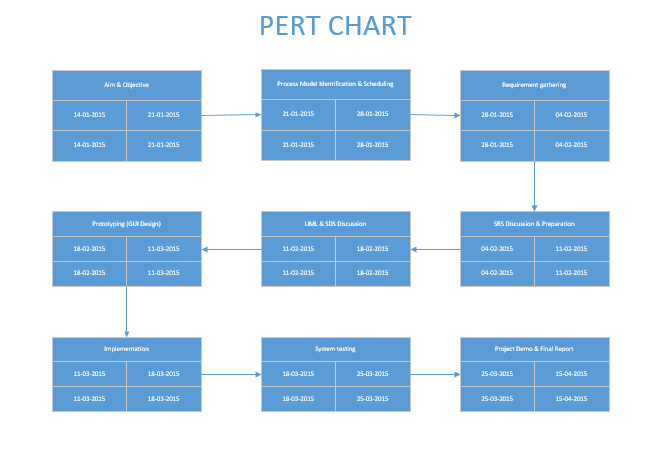 PERT CHART
Aim & Objective
14-01-2015 21-01-2015
14-01-2015 21-01-2015
Process Model Identification & Scheduling
21-01-2015 28-01-2015
21-01-2015 28-01-2015
Requirement gathering
28-01-2015 04-02-2015
28-01-2015 04-02-2015
SRS Discussion & Preparation
04-02-2015 11-02-2015
04-02-2015 11-02-2015
UML & SDS Discussion
11-02-2015 18-02-2015
11-02-2015 18-02-2015
Prototyping (GUI Design)
18-02-2015 11-03-2015
18-02-2015 11-03-2015
Implementation
11-03-2015 18-03-2015
11-03-2015 18-03-2015
System testing
18-03-2015 25-03-2015
18-03-2015 25-03-2015
Project Demo & Final Report
25-03-2015 15-04-2015
25-03-2015 15-04-2015